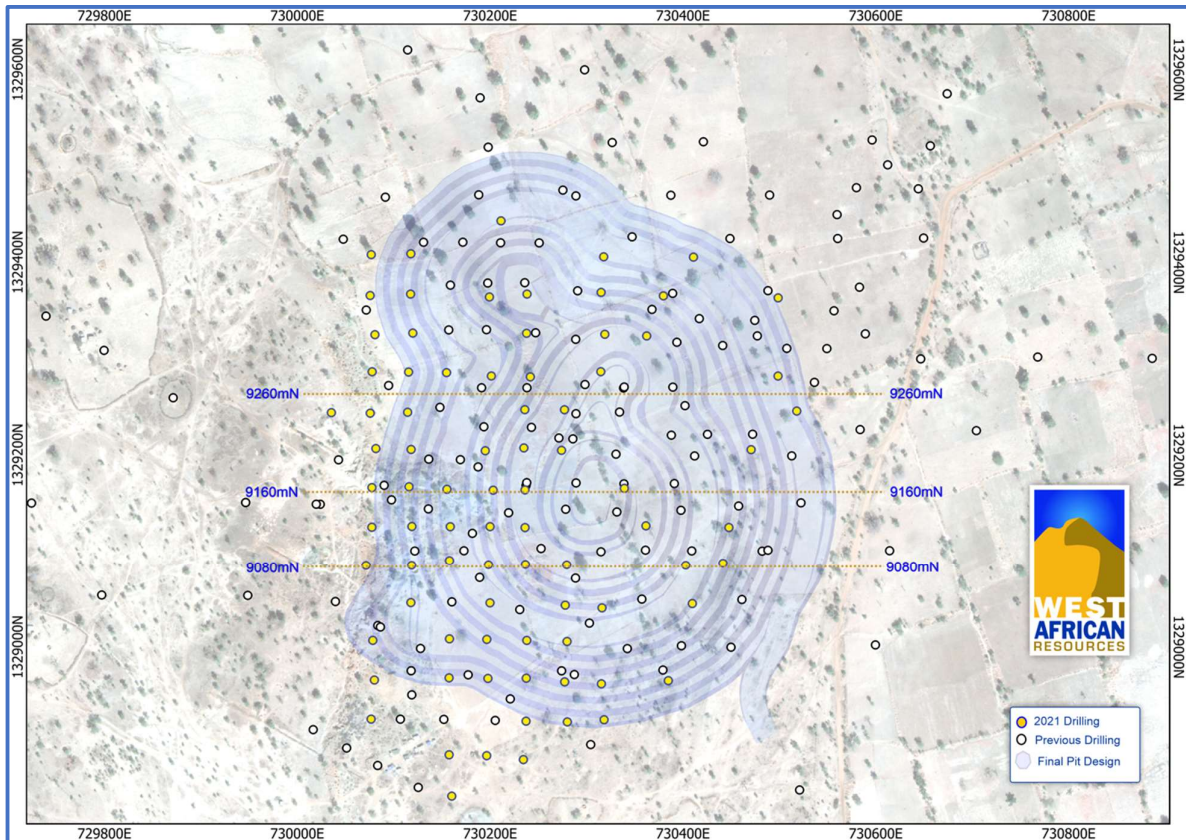 729800E 730000E 730200E 730400E 730600E 730800E
1329600N 1329600N
1329400N 1329400N
9260mN 9260mN
1329200N 1329200N
9160mN 9160mN
9080mN 9080mN
WEST
AFRICAN
RESOURCES
1329000N 1329000N
2021 Drilling
Previous Drilling
Final Pit Design
729800E 730000E 730200E 730400E 730600E 730800E